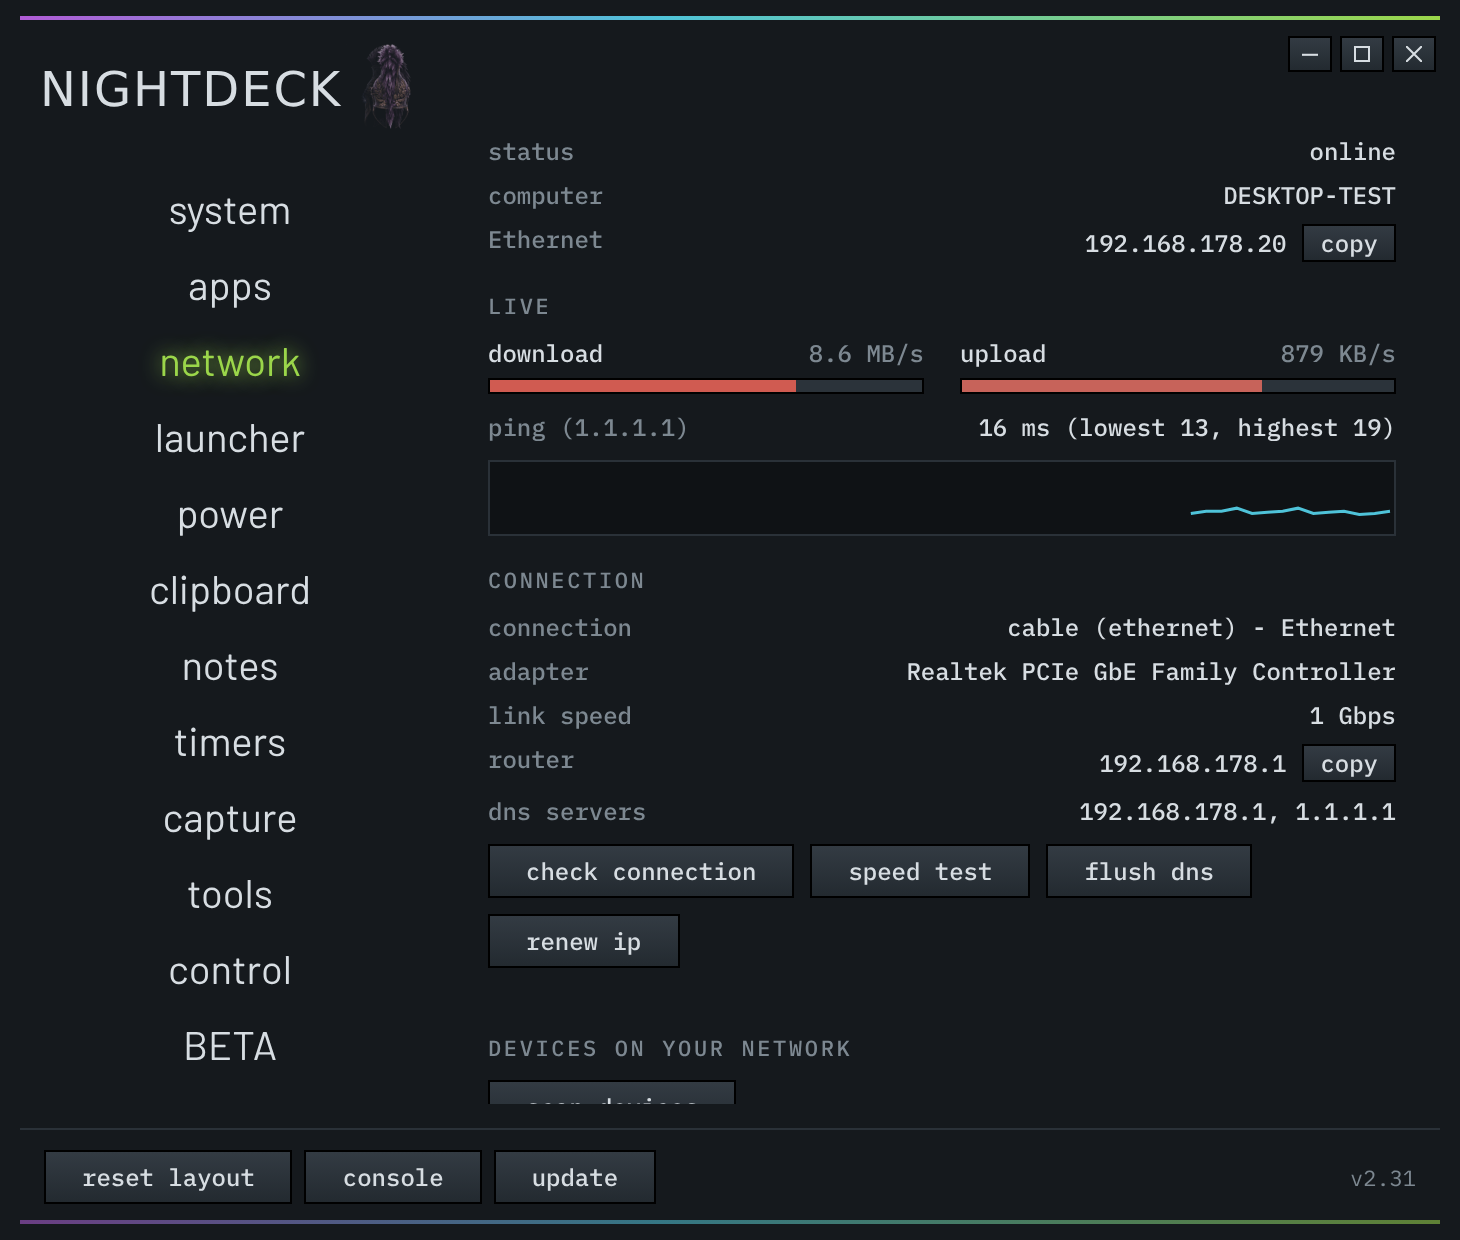 NIGHTDECK
system
apps
network
launcher
power
clipboard
notes
timers
capture
tools
control
BETA
status online
computer DESKTOP-TEST
Ethernet 192.168.178.20 copy
LIVE
download 8.6 MB/s upload 879 KB/s
ping (1.1.1.1) 16 ms (lowest 13, highest 19)
CONNECTION
connection cable (ethernet) - Ethernet
adapter Realtek PCIe GbE Family Controller
link speed 1 Gbps
router 192.168.178.1 copy
dns servers 192.168.178.1, 1.1.1.1
check connection speed test flush dns
renew ip
DEVICES ON YOUR NETWORK
reset layout console update v2.31